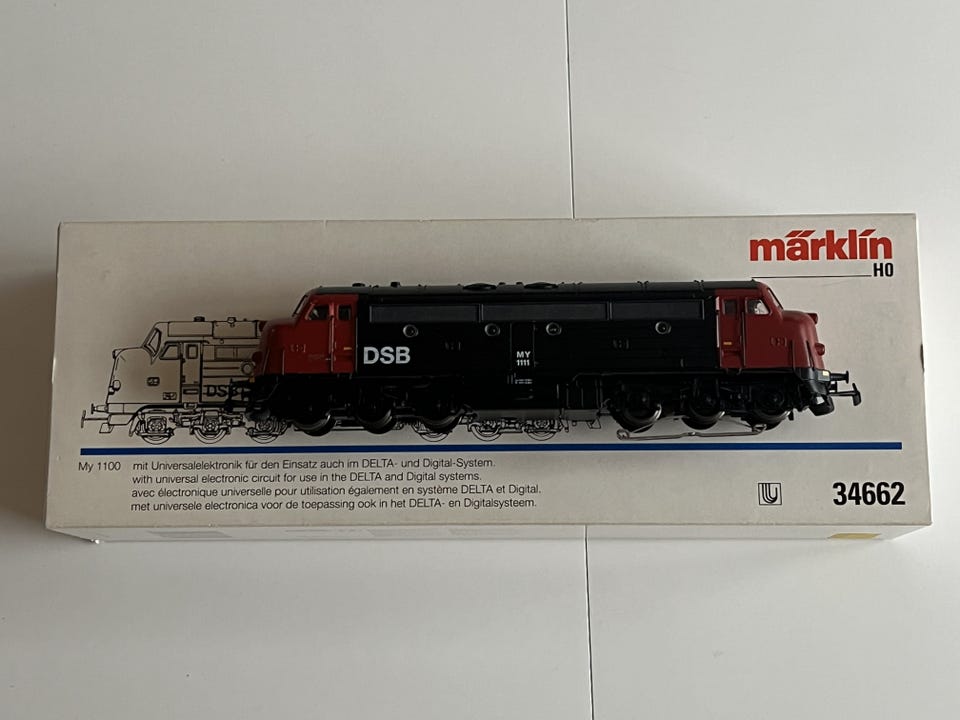 märklin
HO
DSB
MY
1111
DSB
My 1100 mit Universalelektronik für den Einsatz auch im DELTA- und Digital-System.
with universal electronic circuit for use in the DELTA and Digital systems.
avec électronique universelle pour utilisation également en système DELTA et Digital.
met universele electronica voor de toepassing ook in het DELTA- en Digitalsysteem.
34662